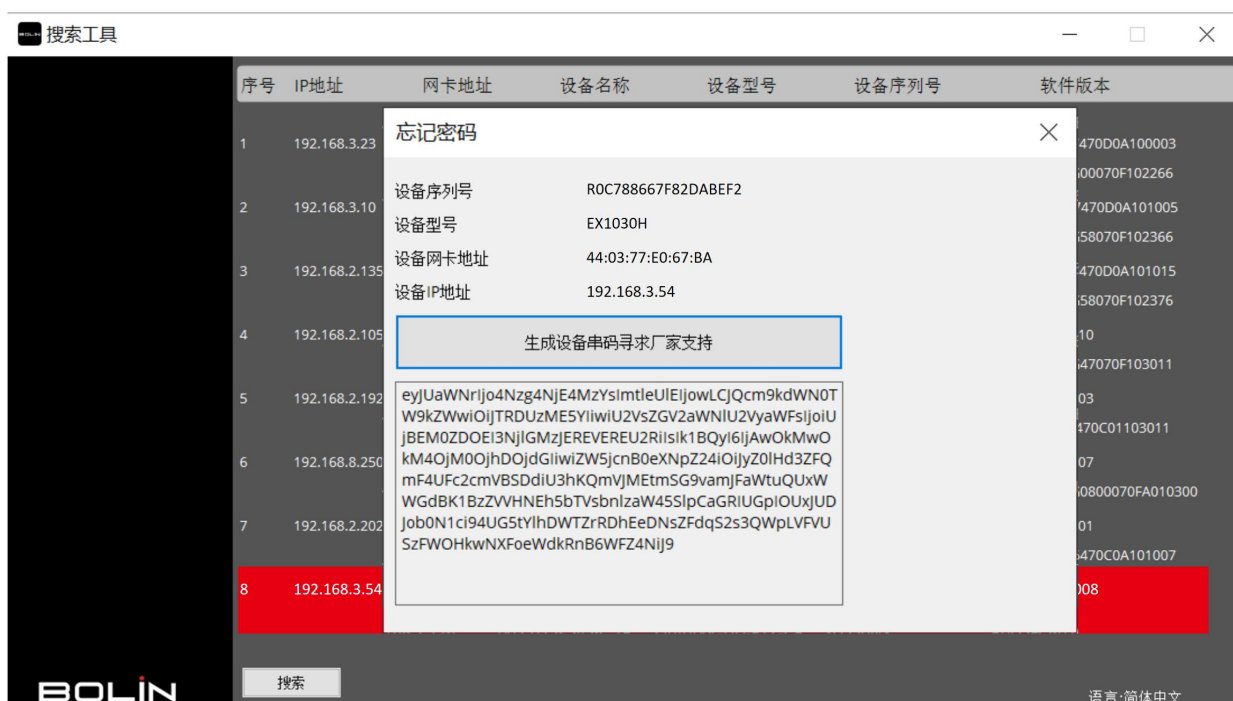 搜索工具
序号 IP地址 网卡地址 设备名称 设备型号 设备序列号 软件版本
忘记密码
1 192.168.3.23 470D0A100003
00070F102266
设备序列号 R0C788667F82DABEF2
2 192.168.3.10 470D0A101005
设备型号 EX1030H
58070F102366
设备网卡地址 44:03:77:E0:67:BA
3 192.168.2.135 470D0A101015
设备IP地址 192.168.3.54
58070F102376
4 192.168.2.105 10
生成设备串码寻求厂家支持
47070F103011
eyJUaWNrIjo4Nzg4NjE4MzYsImtleUlEIjowLCJQcm9kdWN0T
5 192.168.2.192 03
W9kZWwiOiJTRDUzME5YIiwiU2VsZGV2aWNlU2VyaWFsIjoiU
470C01103011
jBEM0ZDOEI3NjlGMzJEREVEREU2RiIsIk1BQyI6IjAwOkMwO
kM4OjM0OjhDOjdGIiwiZW5jcnB0eXNpZ24iOiJyZ0lHd3ZFQ
6 192.168.8.250 07
mF4UFc2cmVBSDdiU3hKQmVJMEtmSG9vamJFaWtuQUxW
0800070FA010300
WGdBK1BzZVVHNEh5bTVsbnlzaW45SlpCaGRIUGpIOUxJUD
7 192.168.2.202 01
Job0N1ci94UG5tYlhDWTZrRDhEeDNsZFdqS2s3QWpLVFVU
SzFWOHkwNXFoeWdkRnB6WFZ4NiJ9
470C0A101007
8 192.168.3.54 008
BOLIN
搜索
语言:简体中文